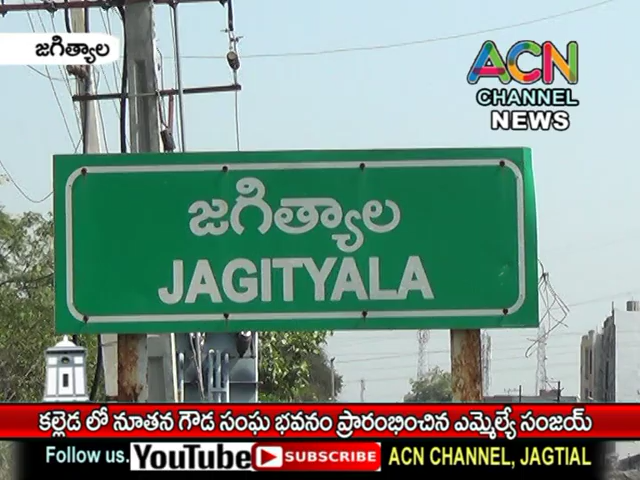 జగిత్యాల
ACN
CHANNEL
NEWS
జగిత్యాల
JAGITYALA
కల్లెడ లో నూతన గౌడ సంఘ భవనం ప్రారంభించిన ఎమ్మెల్యే సంజయ్
Follow us. YouTube SUBSCRIBE ACN CHANNEL, JAGTIAL